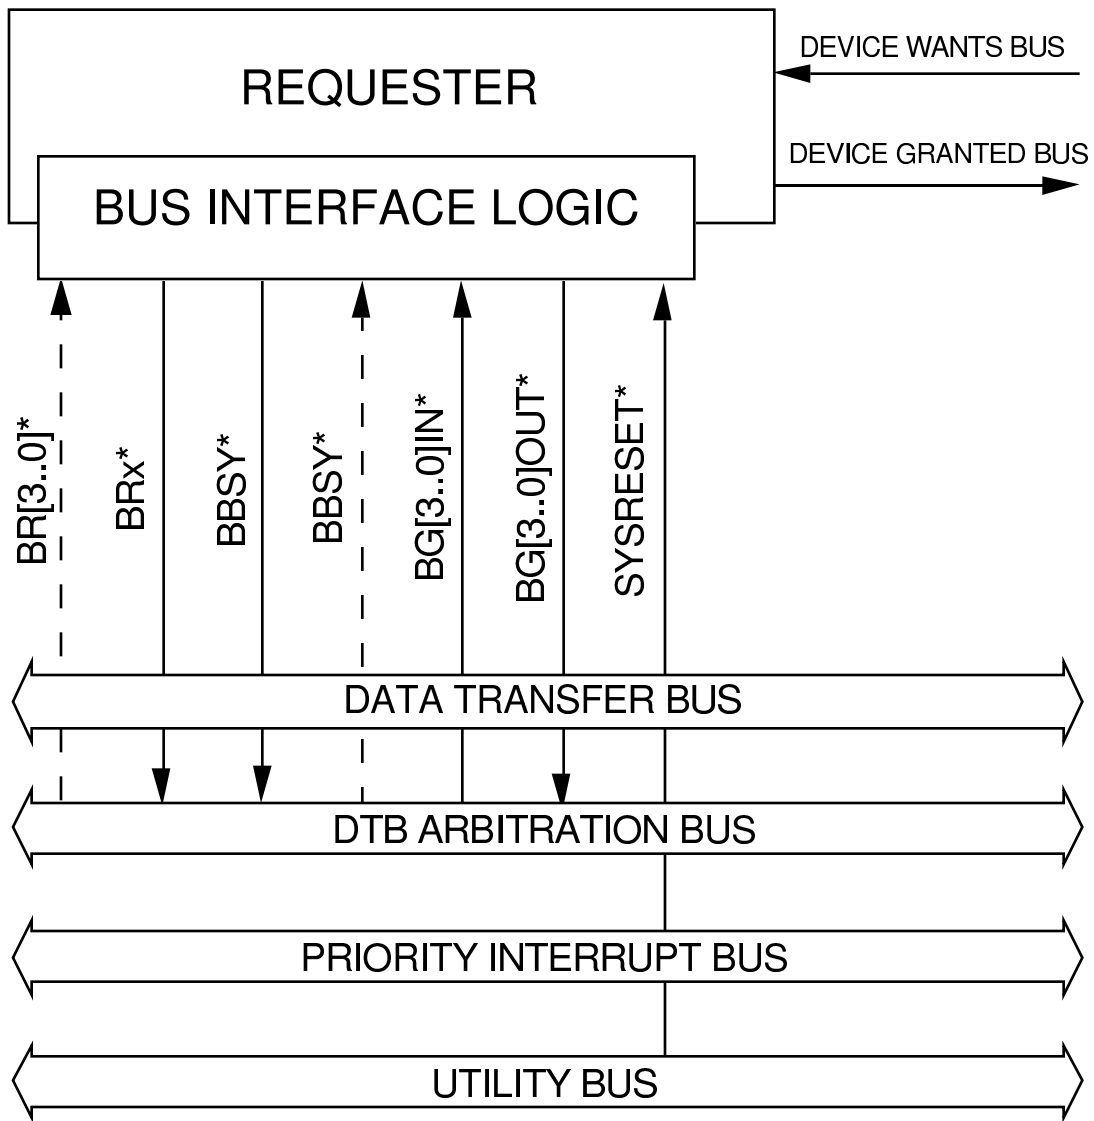 DEVICE WANTS BUS
REQUESTER
DEVICE GRANTED BUS
BUS INTERFACE LOGIC
BR[3..0]*
BRx*
BBSY*
BBSY*
BG[3..0]IN*
BG[3..0]OUT*
SYSRESET*
DATA TRANSFER BUS
DTB ARBITRATION BUS
PRIORITY INTERRUPT BUS
UTILITY BUS